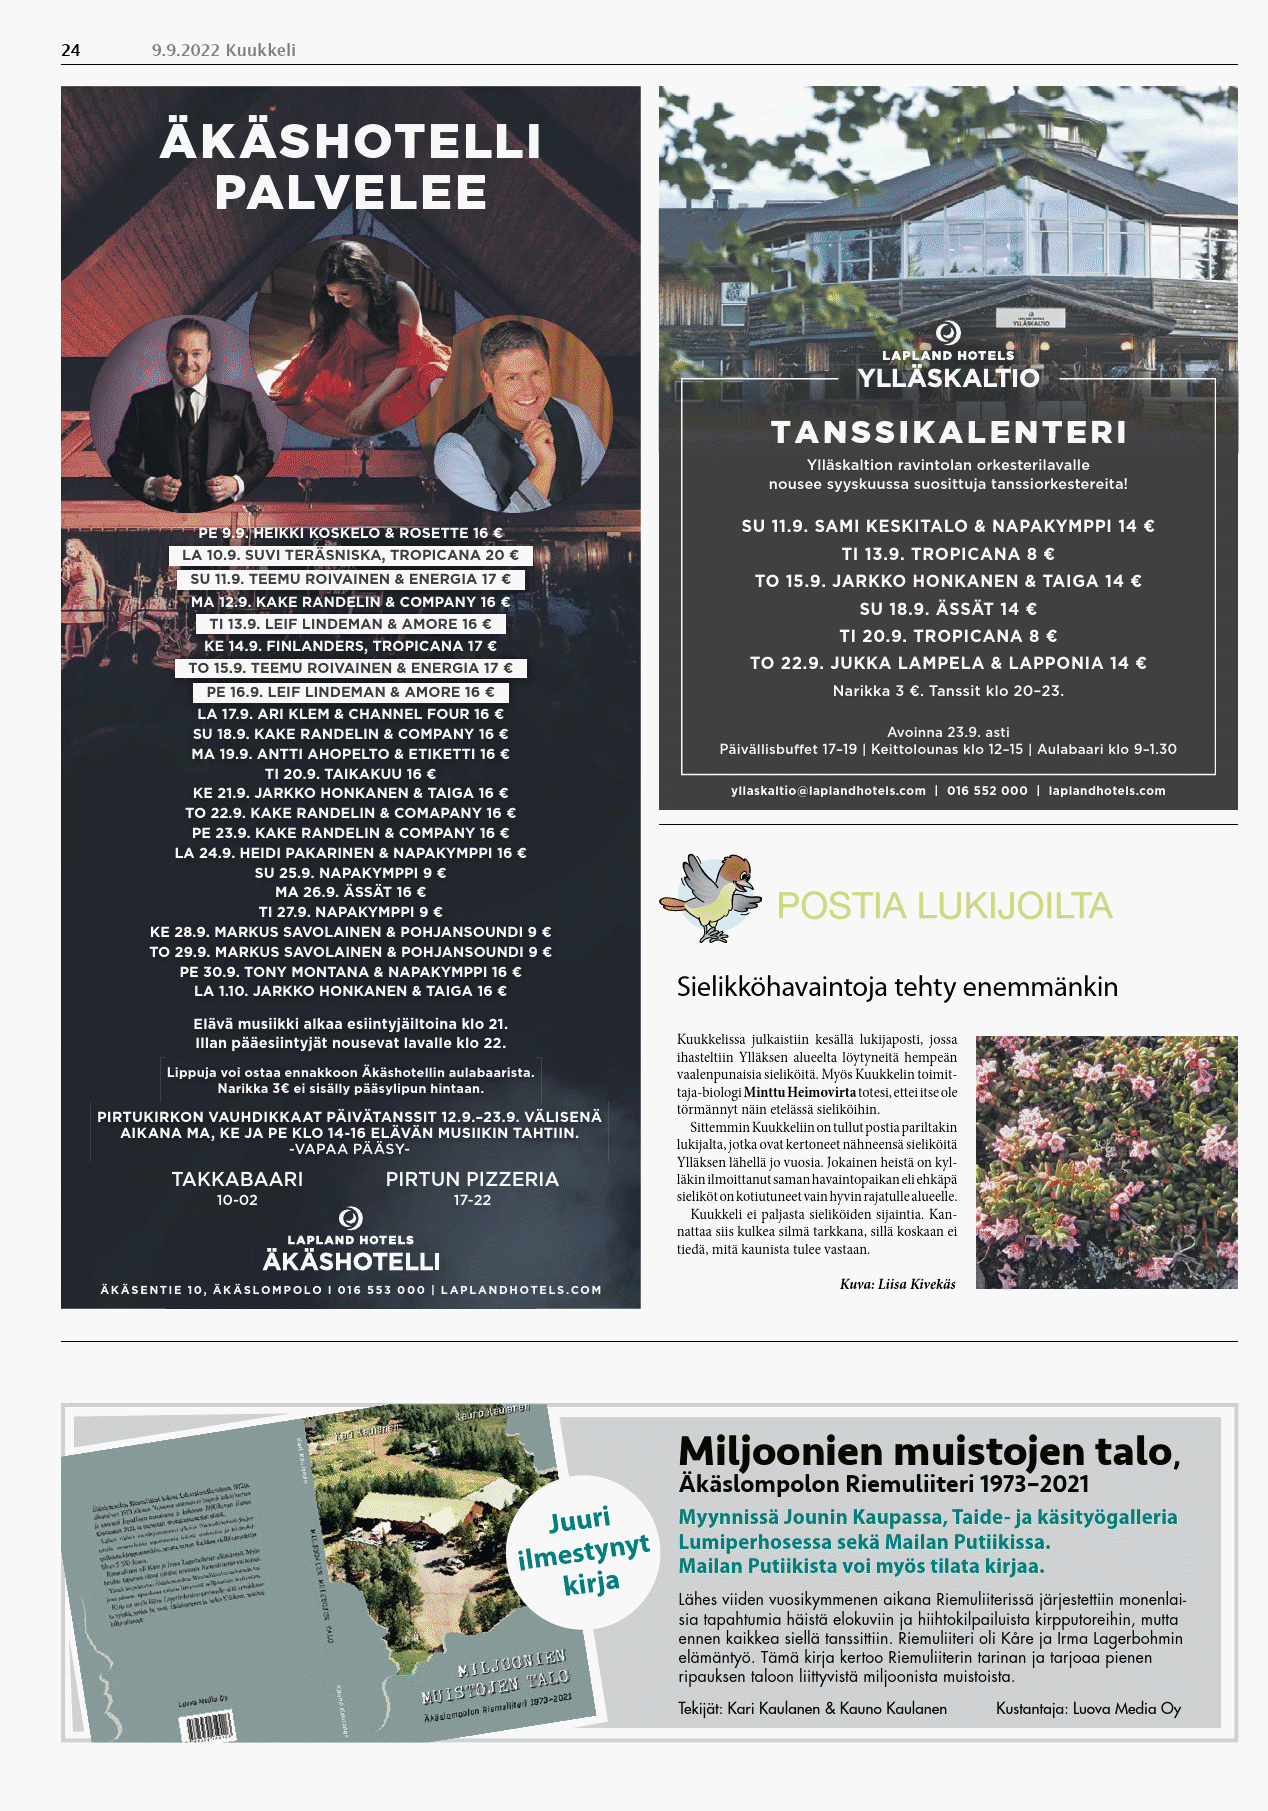 24 9.9.2022 Kuukkeli
ÄKÄSHOTELLI
PALVELEE
PE 9.9. HEIKKI KOSKELO & ROSETTE 16 €
LA 10.9. SUVI TERÄSNISKA, TROPICANA 20 €
SU 11.9. TEEMU ROIVAINEN & ENERGIA 17 €
MA 12.9. KAKE RANDELIN & COMPANY 16 €
TI 13.9. LEIF LINDEMAN & AMORE 16 €
KE 14.9. FINLANDERS, TROPICANA 17 €
TO 15.9. TEEMU ROIVAINEN & ENERGIA 17 €
PE 16.9. LEIF LINDEMAN & AMORE 16 €
LA 17.9. ARI KLEM & CHANNEL FOUR 16 €
SU 18.9. KAKE RANDELIN & COMPANY 16 €
MA 19.9. ANTTI AHOPELTO & ETIKETTI 16 €
TI 20.9. TAIKAKUU 16 €
KE 21.9. JARKKO HONKANEN & TAIGA 16 €
TO 22.9. KAKE RANDELIN & COMAPANY 16 €
PE 23.9. KAKE RANDELIN & COMPANY 16 €
LA 24.9. HEIDI PAKARINEN & NAPAKYMPPI 16 €
SU 25.9. NAPAKYMPPI 9 €
MA 26.9. ÄSSÄT 16 €
TI 27.9. NAPAKYMPPI 9 €
KE 28.9. MARKUS SAVOLAINEN & POHJANSOUNDI 9 €
TO 29.9. MARKUS SAVOLAINEN & POHJANSOUNDI 9 €
PE 30.9. TONY MONTANA & NAPAKYMPPI 16 €
LA 1.10. JARKKO HONKANEN & TAIGA 16 €
Elävä musiikki alkaa esiintyjäiltoina klo 21.
Illan pääesiintyjät nousevat lavalle klo 22.
Lippuja voi ostaa ennakkoon Äkäshotellin aulabaarista.
Narikka 3€ ei sisälly pääsylipun hintaan.
PIRTUKIRKON VAUHDIKKAAT PÄIVÄTANSSIT 12.9.–23.9. VÄLISENÄ
AIKANA MA, KE JA PE KLO 14-16 ELÄVÄN MUSIIKIN TAHTIIN.
-VAPAA PÄÄSY-
TAKKABAARI PIRTUN PIZZERIA
10-02 17-22
LAPLAND HOTELS
ÄKÄSHOTELLI
ÄKÄSENTIE 10, ÄKÄSLOMPOLO I 016 553 000 | LAPLANDHOTELS.COM
YLLÄSKALTIO
LAPLAND HOTELS
YLLÄSKALTIO
TANSSIKALENTERI
Ylläskaltion ravintolan orkesterilavalle
nousee syyskuussa suosittuja tanssiorkestereita!
SU 11.9. SAMI KESKITALO & NAPAKYMPPI 14 €
TI 13.9. TROPICANA 8 €
TO 15.9. JARKKO HONKANEN & TAIGA 14 €
SU 18.9. ÄSSÄT 14 €
TI 20.9. TROPICANA 8 €
TO 22.9. JUKKA LAMPELA & LAPPONIA 14 €
Narikka 3 €. Tanssit klo 20–23.
Avoinna 23.9. asti
Päivällisbuffet 17–19 | Keittolounas klo 12–15 | Aulabaari klo 9–1.30
yllaskaltio@laplandhotels.com | 016 552 000 | laplandhotels.com
POSTIA LUKIJOILTA
Sielikköhavaintoja tehty enemmänkin
Kuukkelissa julkaistiin kesällä lukijaposti, jossa
ihasteltiin Ylläksen alueelta löytyneitä hempeän
vaalenpunaisia sieliköitä. Myös Kuukkelin toimit-
taja-biologi Minttu Heimovirta totesi, ettei itse ole
törmännyt näin etelässä sieliköihin.
Sittemmin Kuukkeliin on tullut postia pariltakin
lukijalta, jotka ovat kertoneet nähneensä sieliköitä
Ylläksen lähellä jo vuosia. Jokainen heistä on kyl-
läkin ilmoittanut saman havaintopaikan eli ehkäpä
sieliköt on kotiutuneet vain hyvin rajatulle alueelle.
Kuukkeli ei paljasta sieliköiden sijaintia. Kan-
nattaa siis kulkea silmä tarkkana, sillä koskaan ei
tiedä, mitä kaunista tulee vastaan.
Kuva: Liisa Kivekäs
Kari Kaulanen Kauno Kaulanen
MILJOONIEN MUISTOJEN TALO
Kauno Kaulanen
Luova Media Oy
MILJOONIEN
MUISTOJEN TALO
Äkäslompolon Riemuliiteri 1973–2021
Juuri
ilmestynyt
kirja
Miljoonien muistojen talo,
Äkäslompolon Riemuliiteri 1973–2021
Myynnissä Jounin Kaupassa, Taide- ja käsityögalleria
Lumiperhosessa sekä Mailan Putiikissa.
Mailan Putiikista voi myös tilata kirjaa.
Lähes viiden vuosikymmenen aikana Riemuliiterissä järjestettiin monenlai-
sia tapahtumia häistä elokuviin ja hiihtokilpailuista kirpputoreihin, mutta
ennen kaikkea siellä tanssittiin. Riemuliiteri oli Kåre ja Irma Lagerbohmin
elämäntyö. Tämä kirja kertoo Riemuliiterin tarinan ja tarjoaa pienen
ripauksen taloon liittyvistä miljoonista muistoista.
Tekijät: Kari Kaulanen & Kauno Kaulanen Kustantaja: Luova Media Oy